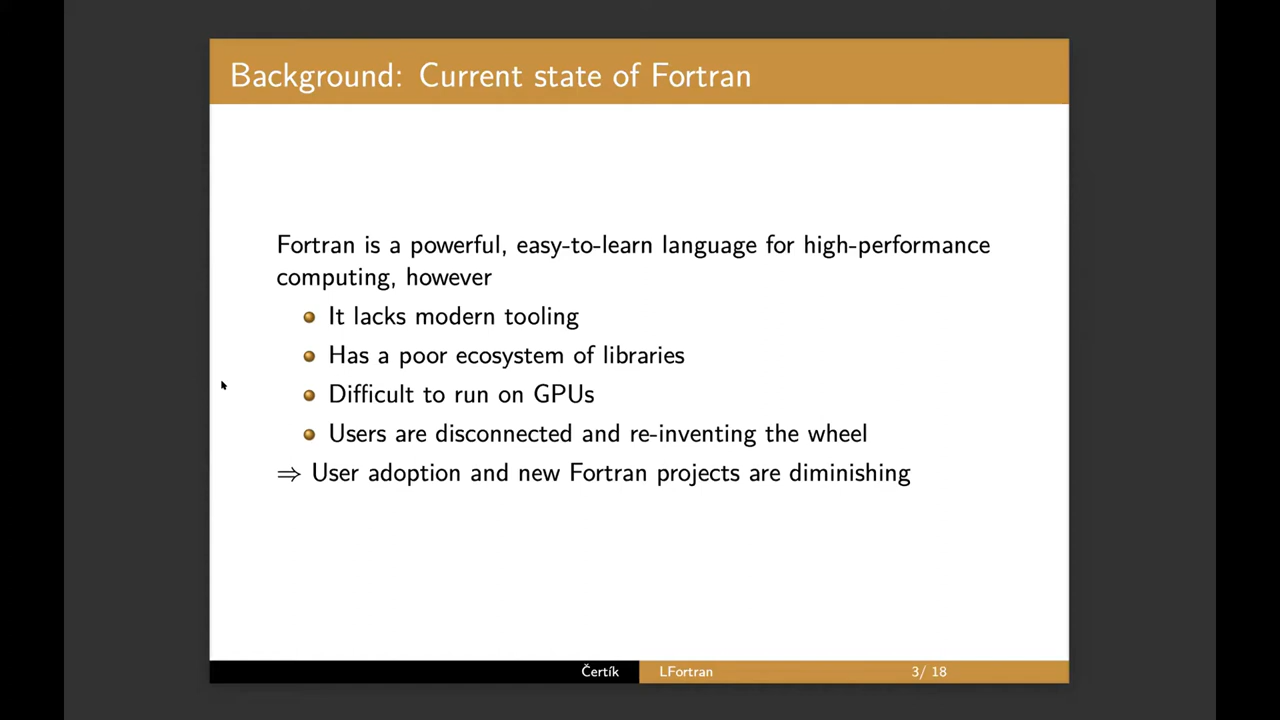 Background: Current state of Fortran
Fortran is a powerful, easy-to-learn language for high-performance
computing, however
It lacks modern tooling
Has a poor ecosystem of libraries
Difficult to run on GPUs
Users are disconnected and re-inventing the wheel
⇒ User adoption and new Fortran projects are diminishing
Čertík LFortran 3/ 18